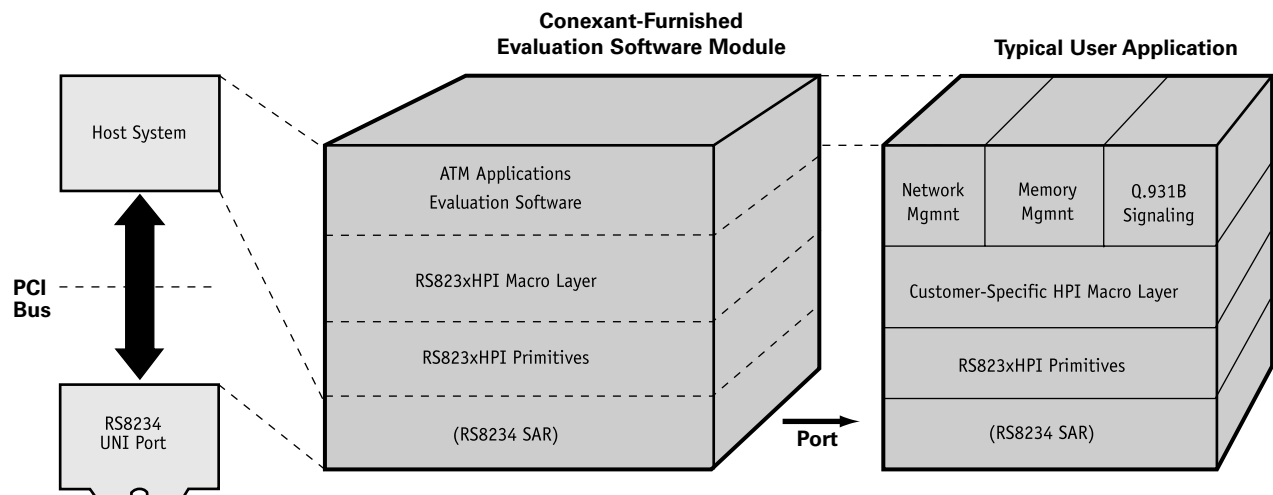 Conexant-Furnished
Evaluation Software Module
Typical User Application
Host System
PCI
Bus
RS8234
UNI Port
ATM Applications
Evaluation Software
RS823xHPI Macro Layer
RS823xHPI Primitives
(RS8234 SAR)
Port
Network
Mgmnt
Memory
Mgmnt
Q.931B
Signaling
Customer-Specific HPI Macro Layer
RS823xHPI Primitives
(RS8234 SAR)